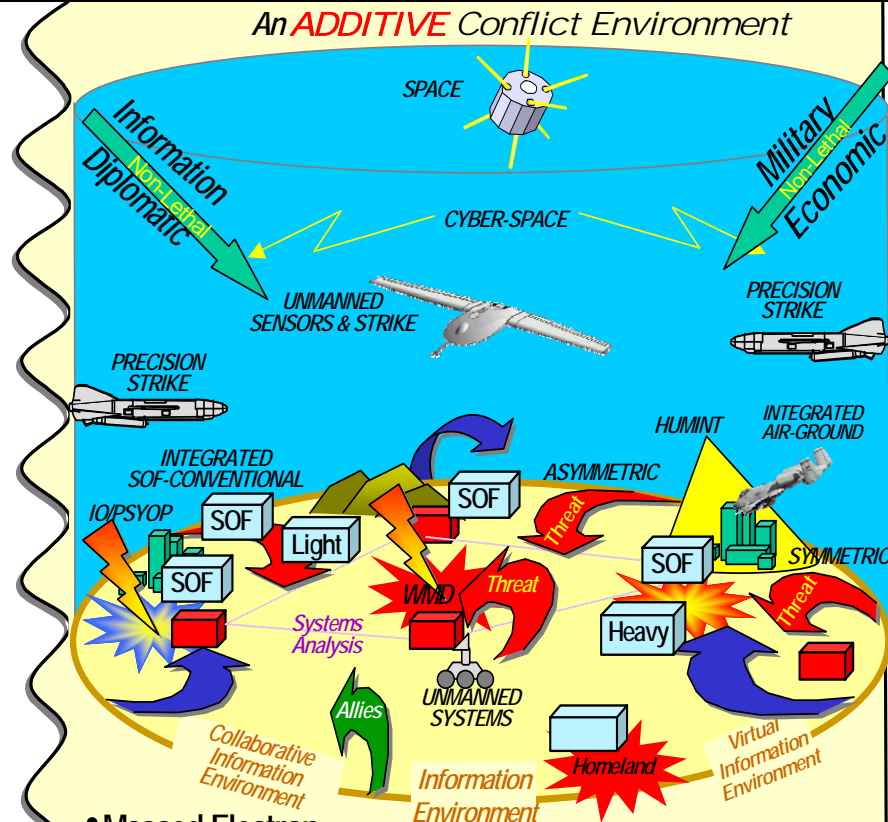 An ADDITIVE Conflict Environment
SPACE
Information
Non-Lethal
Diplomatic
Military
Non-Lethal
Economic
CYBER-SPACE
UNMANNED
SENSORS & STRIKE
PRECISION
STRIKE
PRECISION
STRIKE
HUMINT
INTEGRATED
AIR-GROUND
INTEGRATED
SOF-CONVENTIONAL
ASYMMETRIC
IO/PSYOP
SOF
SOF
Light
Threat
SOF
SOF
SYMMETRIC
WMD
Threat
Threat
Systems
Analysis
Heavy
UNMANNED
SYSTEMS
Allies
Collaborative
Information
Environment
Information
Environment
Homeland
Virtual
Information
Environment